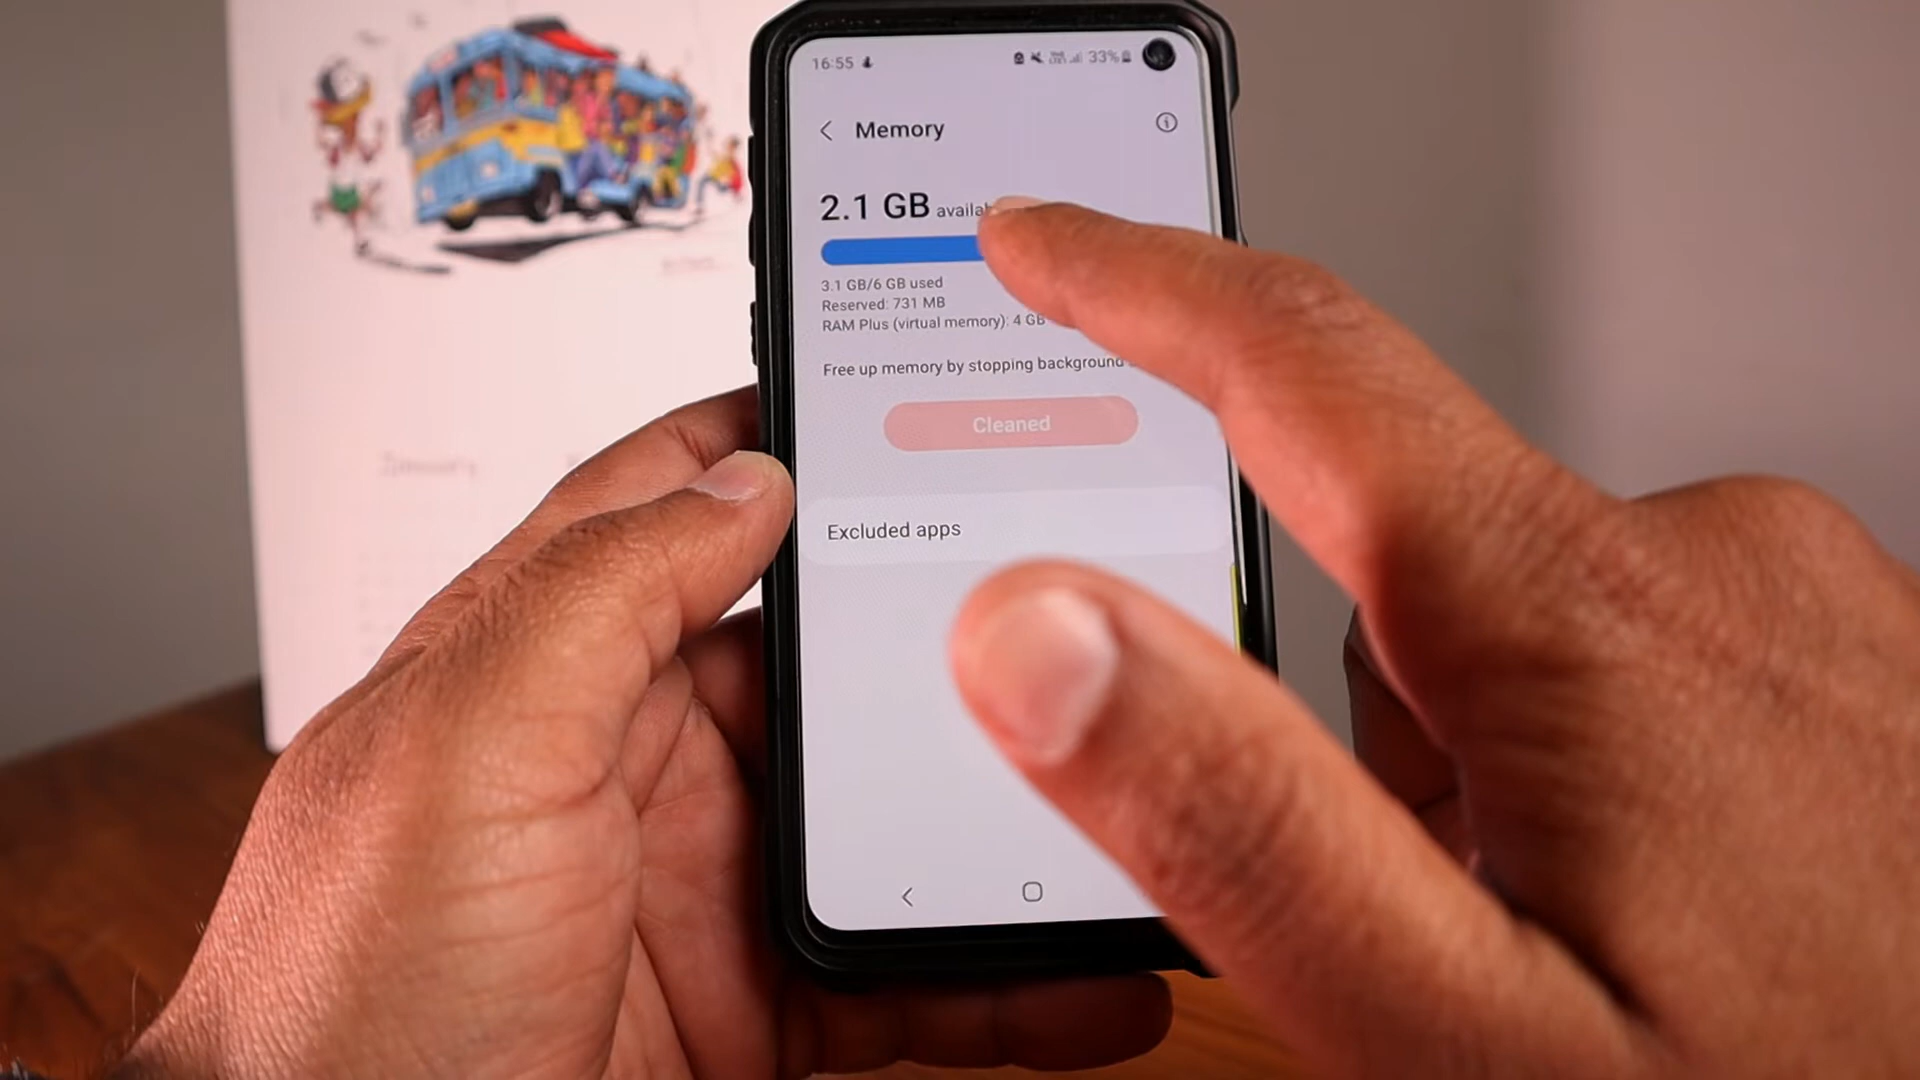 16:55
33%
Memory
2.1 GB availab
3.1 GB/6 GB used
Reserved: 731 MB
RAM Plus (virtual memory): 4 GB
Free up memory by stopping background
Cleaned
Excluded apps